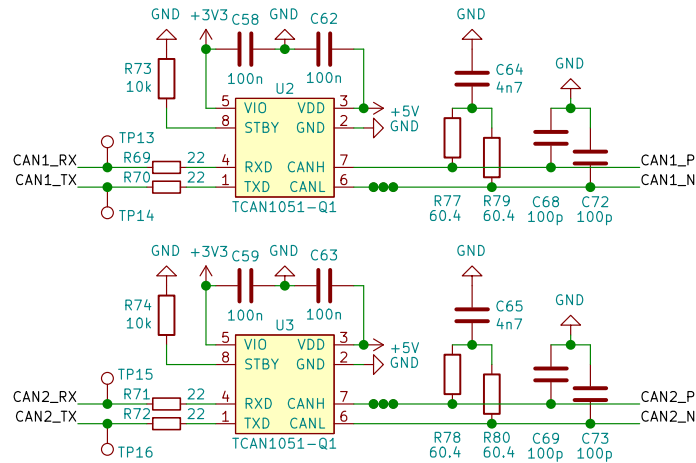 GND +3V3 C58 GND C62 GND
R73 10k 100n 100n C64 4n7 GND
U2
5 VIO VDD 3 +5V
8 STBY GND 2 GND
TP13
CAN1_RX R69 22 4 RXD CANH 7 CAN1_P
CAN1_TX R70 22 1 TXD CANL 6 CAN1_N
TP14 TCAN1051-Q1
R77 R79 C68 C72
60.4 60.4 100p 100p
GND +3V3 C59 GND C63 GND
R74 10k 100n 100n C65 4n7 GND
U3
5 VIO VDD 3 +5V
8 STBY GND 2 GND
TP15
CAN2_RX R71 22 4 RXD CANH 7 CAN2_P
CAN2_TX R72 22 1 TXD CANL 6 CAN2_N
TP16 TCAN1051-Q1
R78 R80 C69 C73
60.4 60.4 100p 100p